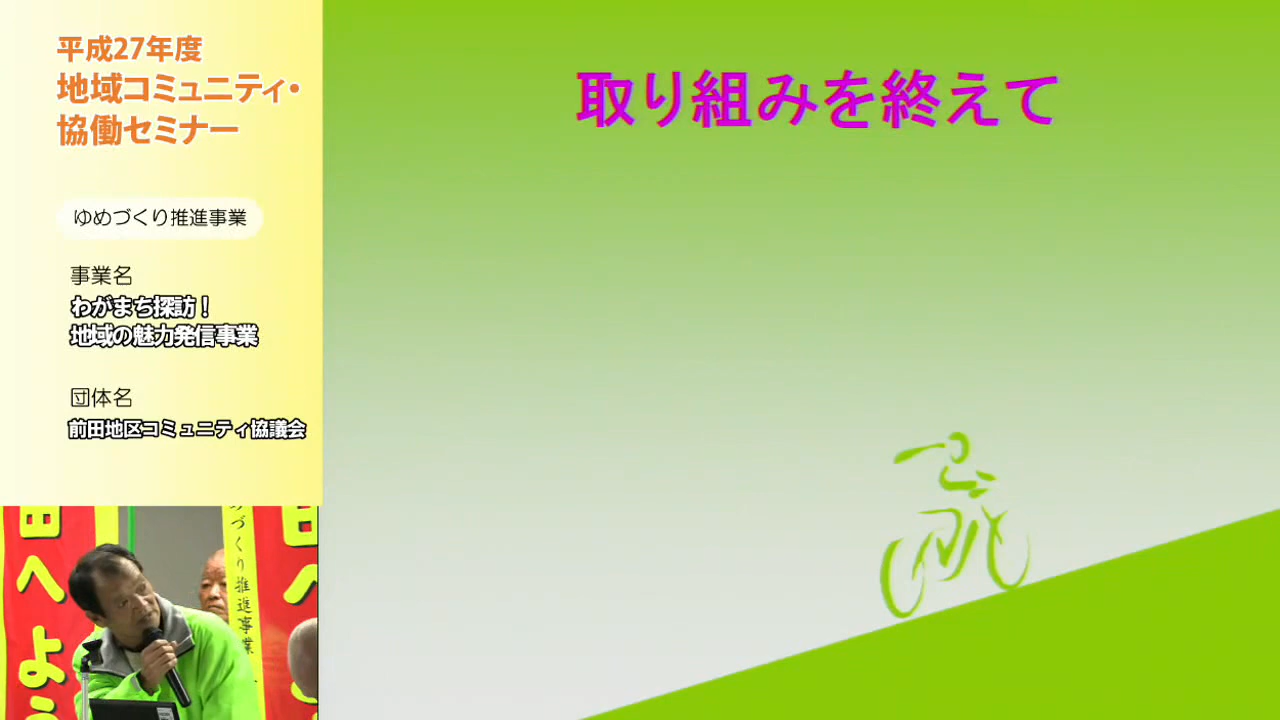 平成27年度
地域コミュニティ・
協働セミナー
ゆめづくり推進事業
事業名
わがまち探訪！
地域の魅力発信事業
団体名
前田地区コミュニティ協議会
取り組みを終えて
田へよう
づくり推進事業